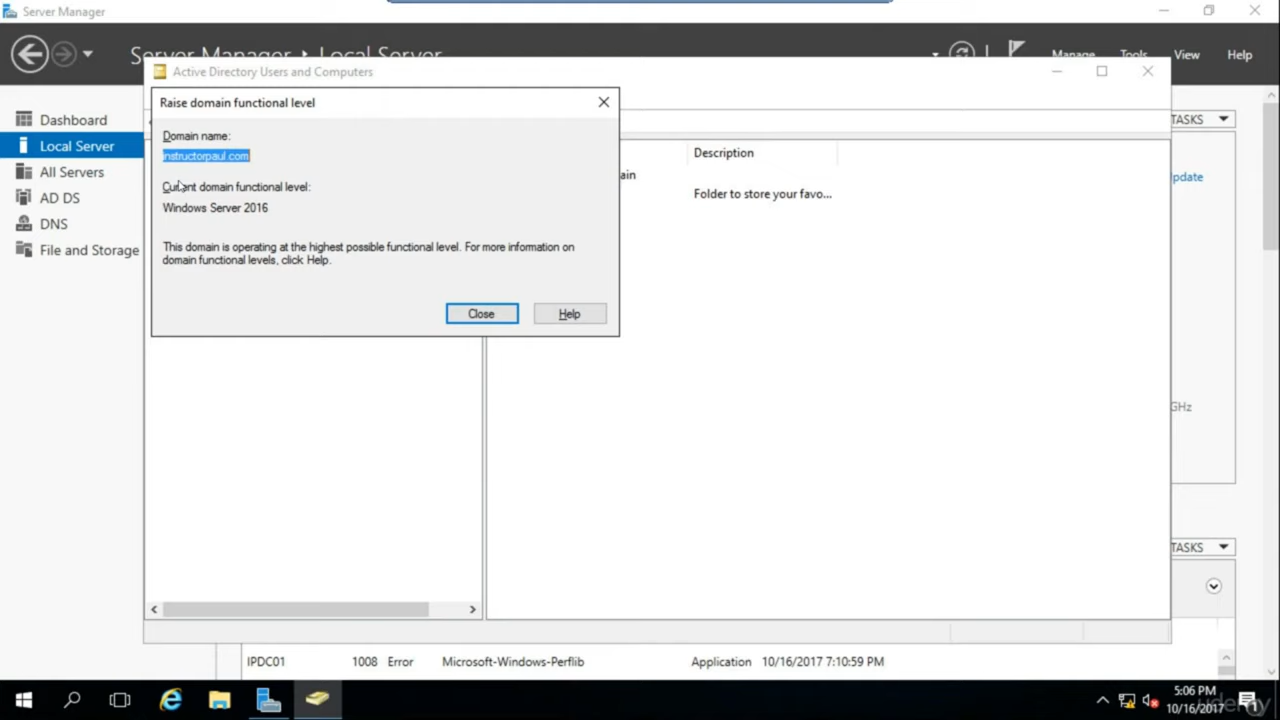 Server Manager
Server Manager Local Server
Manage Tools View Help
Active Directory Users and Computers
Raise domain functional level
Dashboard
Local Server
All Servers
AD DS
DNS
File and Storage
Domain name:
instructorpaul.com
Current domain functional level:
Windows Server 2016
This domain is operating at the highest possible functional level. For more information on
domain functional levels, click Help.
Close Help
Description
ain
Folder to store your favo...
TASKS
pdate
GHz
TASKS
IPDC01 1008 Error Microsoft-Windows-Perflib Application 10/16/2017 7:10:59 PM
5:06 PM
10/16/2017
1
udemy